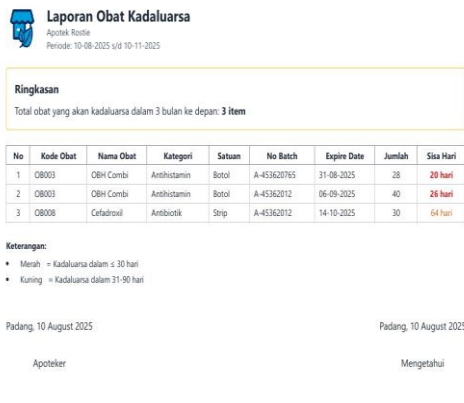 Laporan Obat Kadaluarsa
Apotek Rostie
Periode: 10-08-2025 s/d 10-11-2025
Ringkasan
Total obat yang akan kadaluarsa dalam 3 bulan ke depan: 3 item
No Kode Obat Nama Obat Kategori Satuan No Batch Expire Date Jumlah Sisa Hari
1 OB003 OBH Combi Antihistamin Botol A-453620765 31-08-2025 28 20 hari
2 OB003 OBH Combi Antihistamin Botol A-45362012 06-09-2025 40 26 hari
3 OB008 Cefadroxil Antibiotik Strip A-45362012 14-10-2025 30 64 hari
Keterangan:
• Merah = Kadaluarsa dalam ≤ 30 hari
• Kuning = Kadaluarsa dalam 31-90 hari
Padang, 10 August 2025 Padang, 10 August 2025
Apoteker Mengetahui